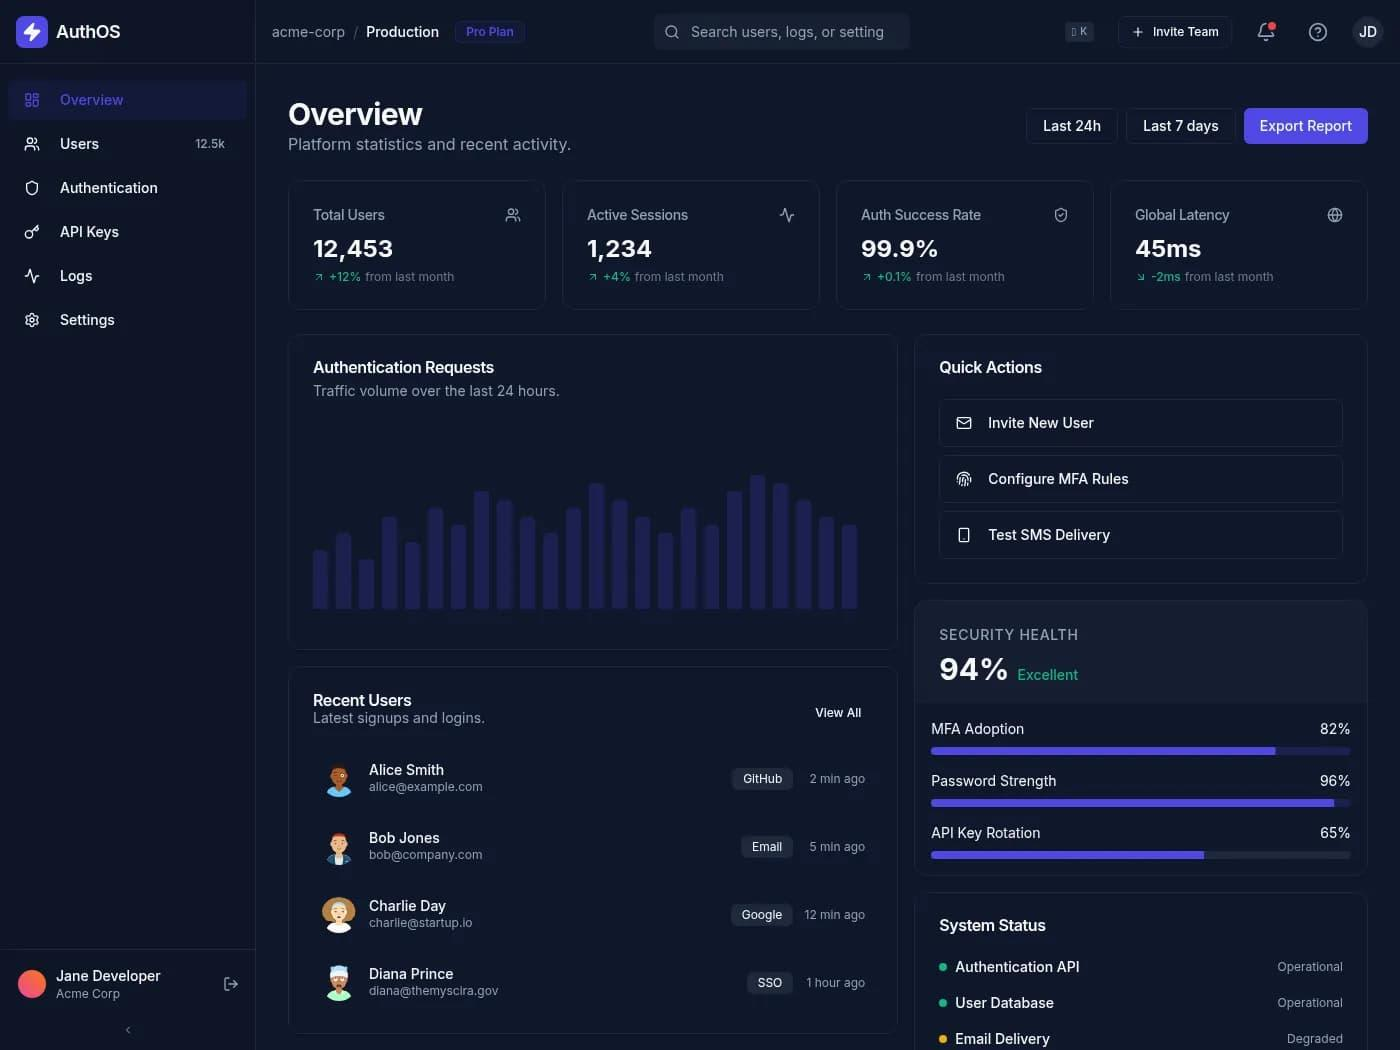 AuthOS
acme-corp / Production
Pro Plan
Search users, logs, or setting
K
Invite Team
JD
Overview
Users
12.5k
Authentication
API Keys
Logs
Settings
Overview
Platform statistics and recent activity.
Last 24h
Last 7 days
Export Report
Total Users
12,453
+12% from last month
Active Sessions
1,234
+4% from last month
Auth Success Rate
99.9%
+0.1% from last month
Global Latency
45ms
-2ms from last month
Authentication Requests
Traffic volume over the last 24 hours.
Quick Actions
Invite New User
Configure MFA Rules
Test SMS Delivery
SECURITY HEALTH
94% Excellent
MFA Adoption 82%
Password Strength 96%
API Key Rotation 65%
Recent Users
Latest signups and logins.
View All
Alice Smith
alice@example.com
GitHub
2 min ago
Bob Jones
bob@company.com
Email
5 min ago
Charlie Day
charlie@startup.io
Google
12 min ago
Diana Prince
diana@themyscira.gov
SSO
1 hour ago
System Status
Authentication API Operational
User Database Operational
Email Delivery Degraded
Jane Developer
Acme Corp